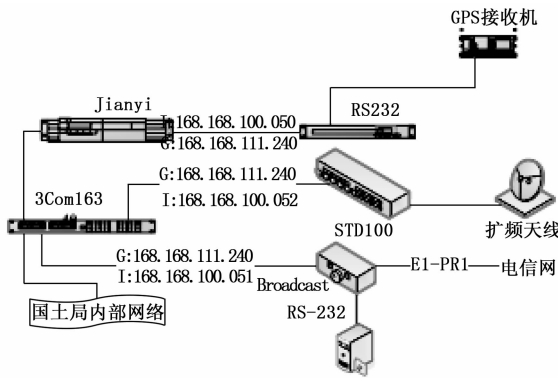 GPS接收机
Jianyi
I:168.168.100.050
RS232
G:168.168.111.240
G:168.168.111.240
3Com163
I:168.168.100.052
STD100
扩频天线
G:168.168.111.240
I:168.168.100.051
Broadcast
E1-PR1
电信网
RS-232
国土局内部网络